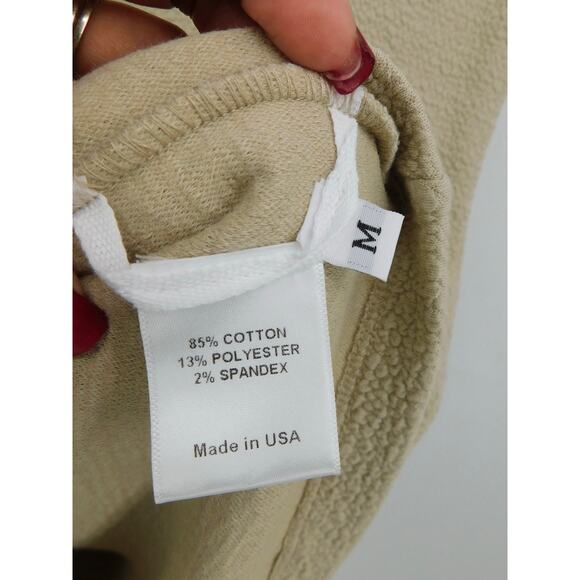 M
85% COTTON
13% POLYESTER
2% SPANDEX
Made in USA